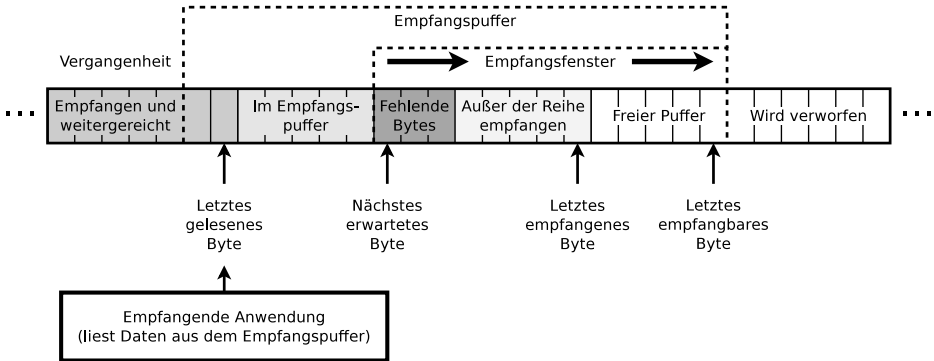 Empfangspuffer
Vergangenheit
Empfangsfenster
Empfangen und
weitergereicht
Im Empfangs-
puffer
Fehlende
Bytes
Außer der Reihe
empfangen
Freier Puffer
Wird verworfen
Letztes
gelesenes
Byte
Nächstes
erwartetes
Byte
Letztes
empfangenes
Byte
Letztes
empfangbares
Byte
Empfangende Anwendung
(liest Daten aus dem Empfangspuffer)